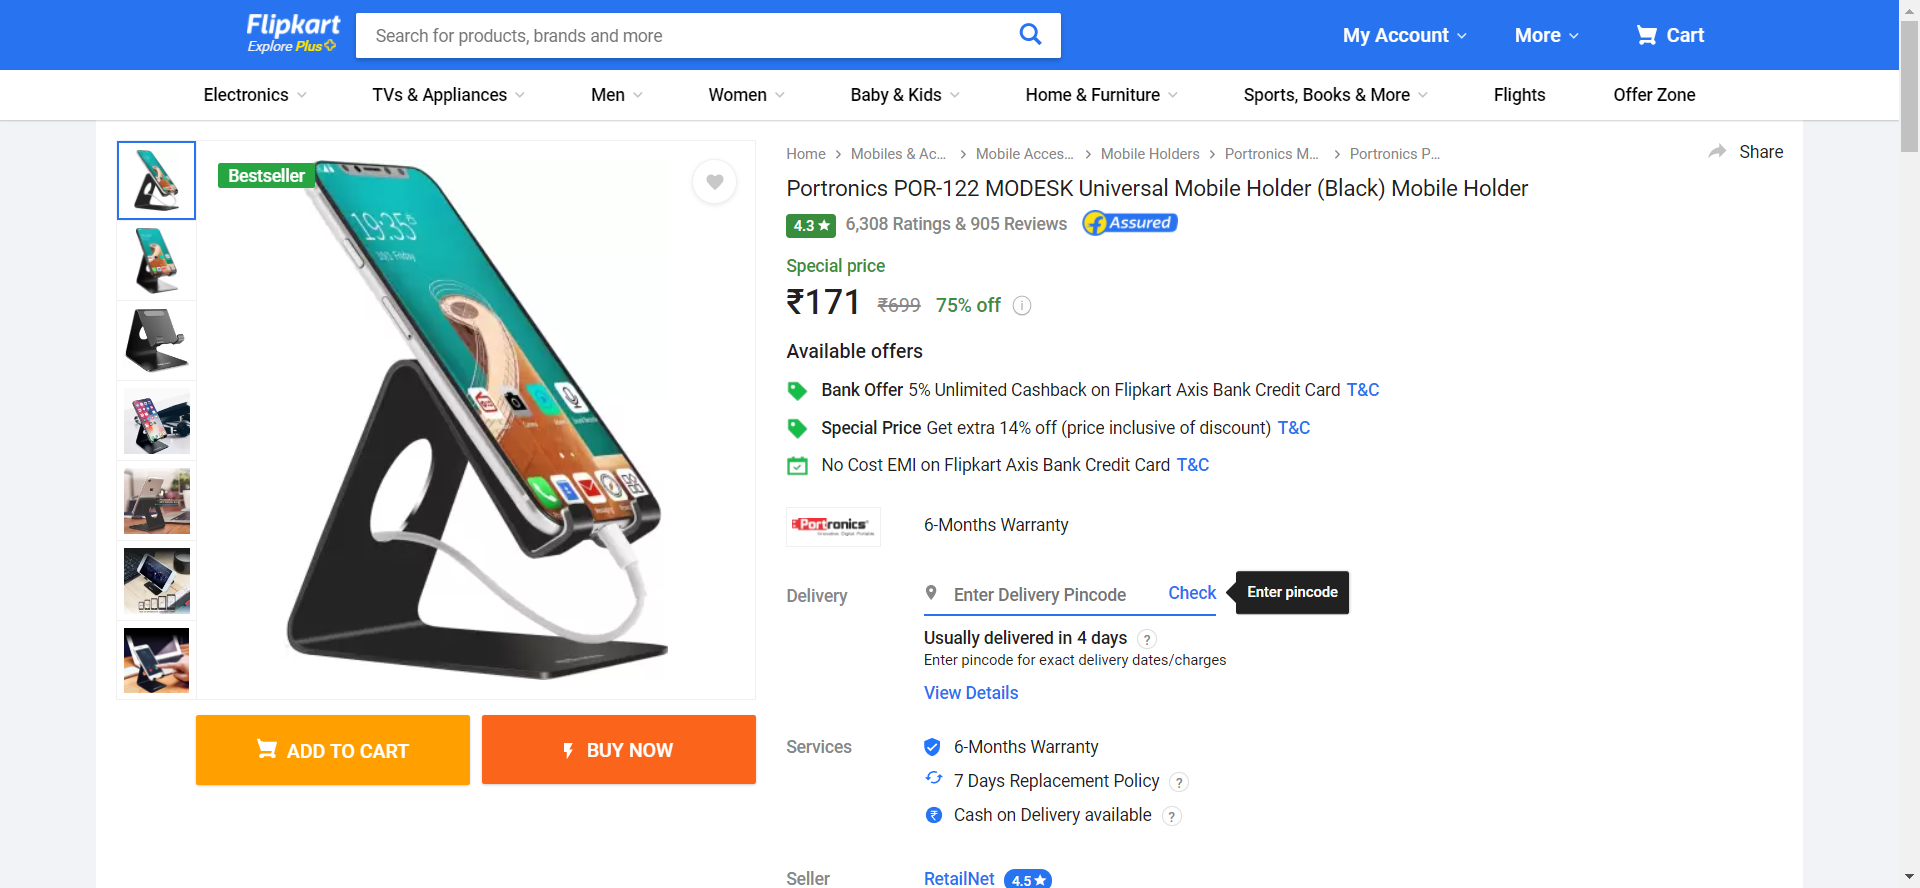 Flipkart
Explore Plus
Search for products, brands and more
My Account
More
Cart
Electronics
TVs & Appliances
Men
Women
Baby & Kids
Home & Furniture
Sports, Books & More
Flights
Offer Zone
Bestseller
19:35
Home
Mobiles & Ac...
Mobile Acces...
Mobile Holders
Portronics M...
Portronics P...
Share
Portronics POR-122 MODESK Universal Mobile Holder (Black) Mobile Holder
4.3★ 6,308 Ratings & 905 Reviews Assured
Special price
₹171 ₹699 75% off
Available offers
Bank Offer 5% Unlimited Cashback on Flipkart Axis Bank Credit Card T&C
Special Price Get extra 14% off (price inclusive of discount) T&C
No Cost EMI on Flipkart Axis Bank Credit Card T&C
Portronics
6-Months Warranty
Delivery
Enter Delivery Pincode
Check
Enter pincode
Usually delivered in 4 days ?
Enter pincode for exact delivery dates/charges
View Details
ADD TO CART
BUY NOW
Services
6-Months Warranty
7 Days Replacement Policy ?
Cash on Delivery available ?
Seller
RetailNet 4.5★